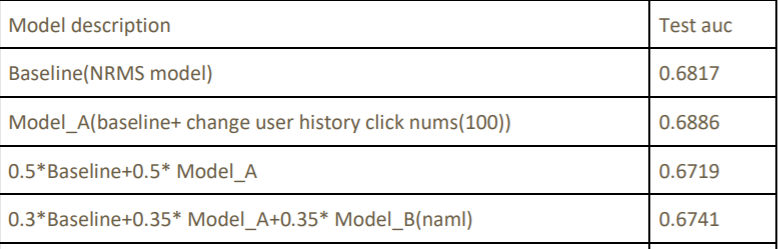 Model description Test auc
Baseline(NRMS model) 0.6817
Model_A(baseline+ change user history click nums(100)) 0.6886
0.5*Baseline+0.5* Model_A 0.6719
0.3*Baseline+0.35* Model_A+0.35* Model_B(naml) 0.6741